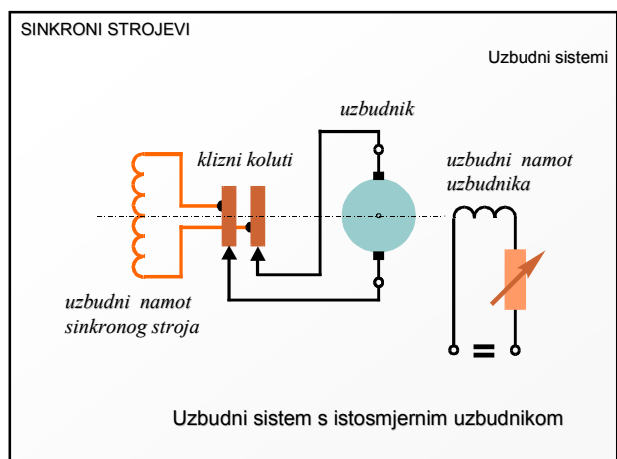 SINKRONI STROJEVI
Uzbudni sistemi
uzbudnik
klizni koluti
uzbudni namot
uzbudnika
uzbudni namot
sinkronog stroja
=
Uzbudni sistem s istosmjernim uzbudnikom